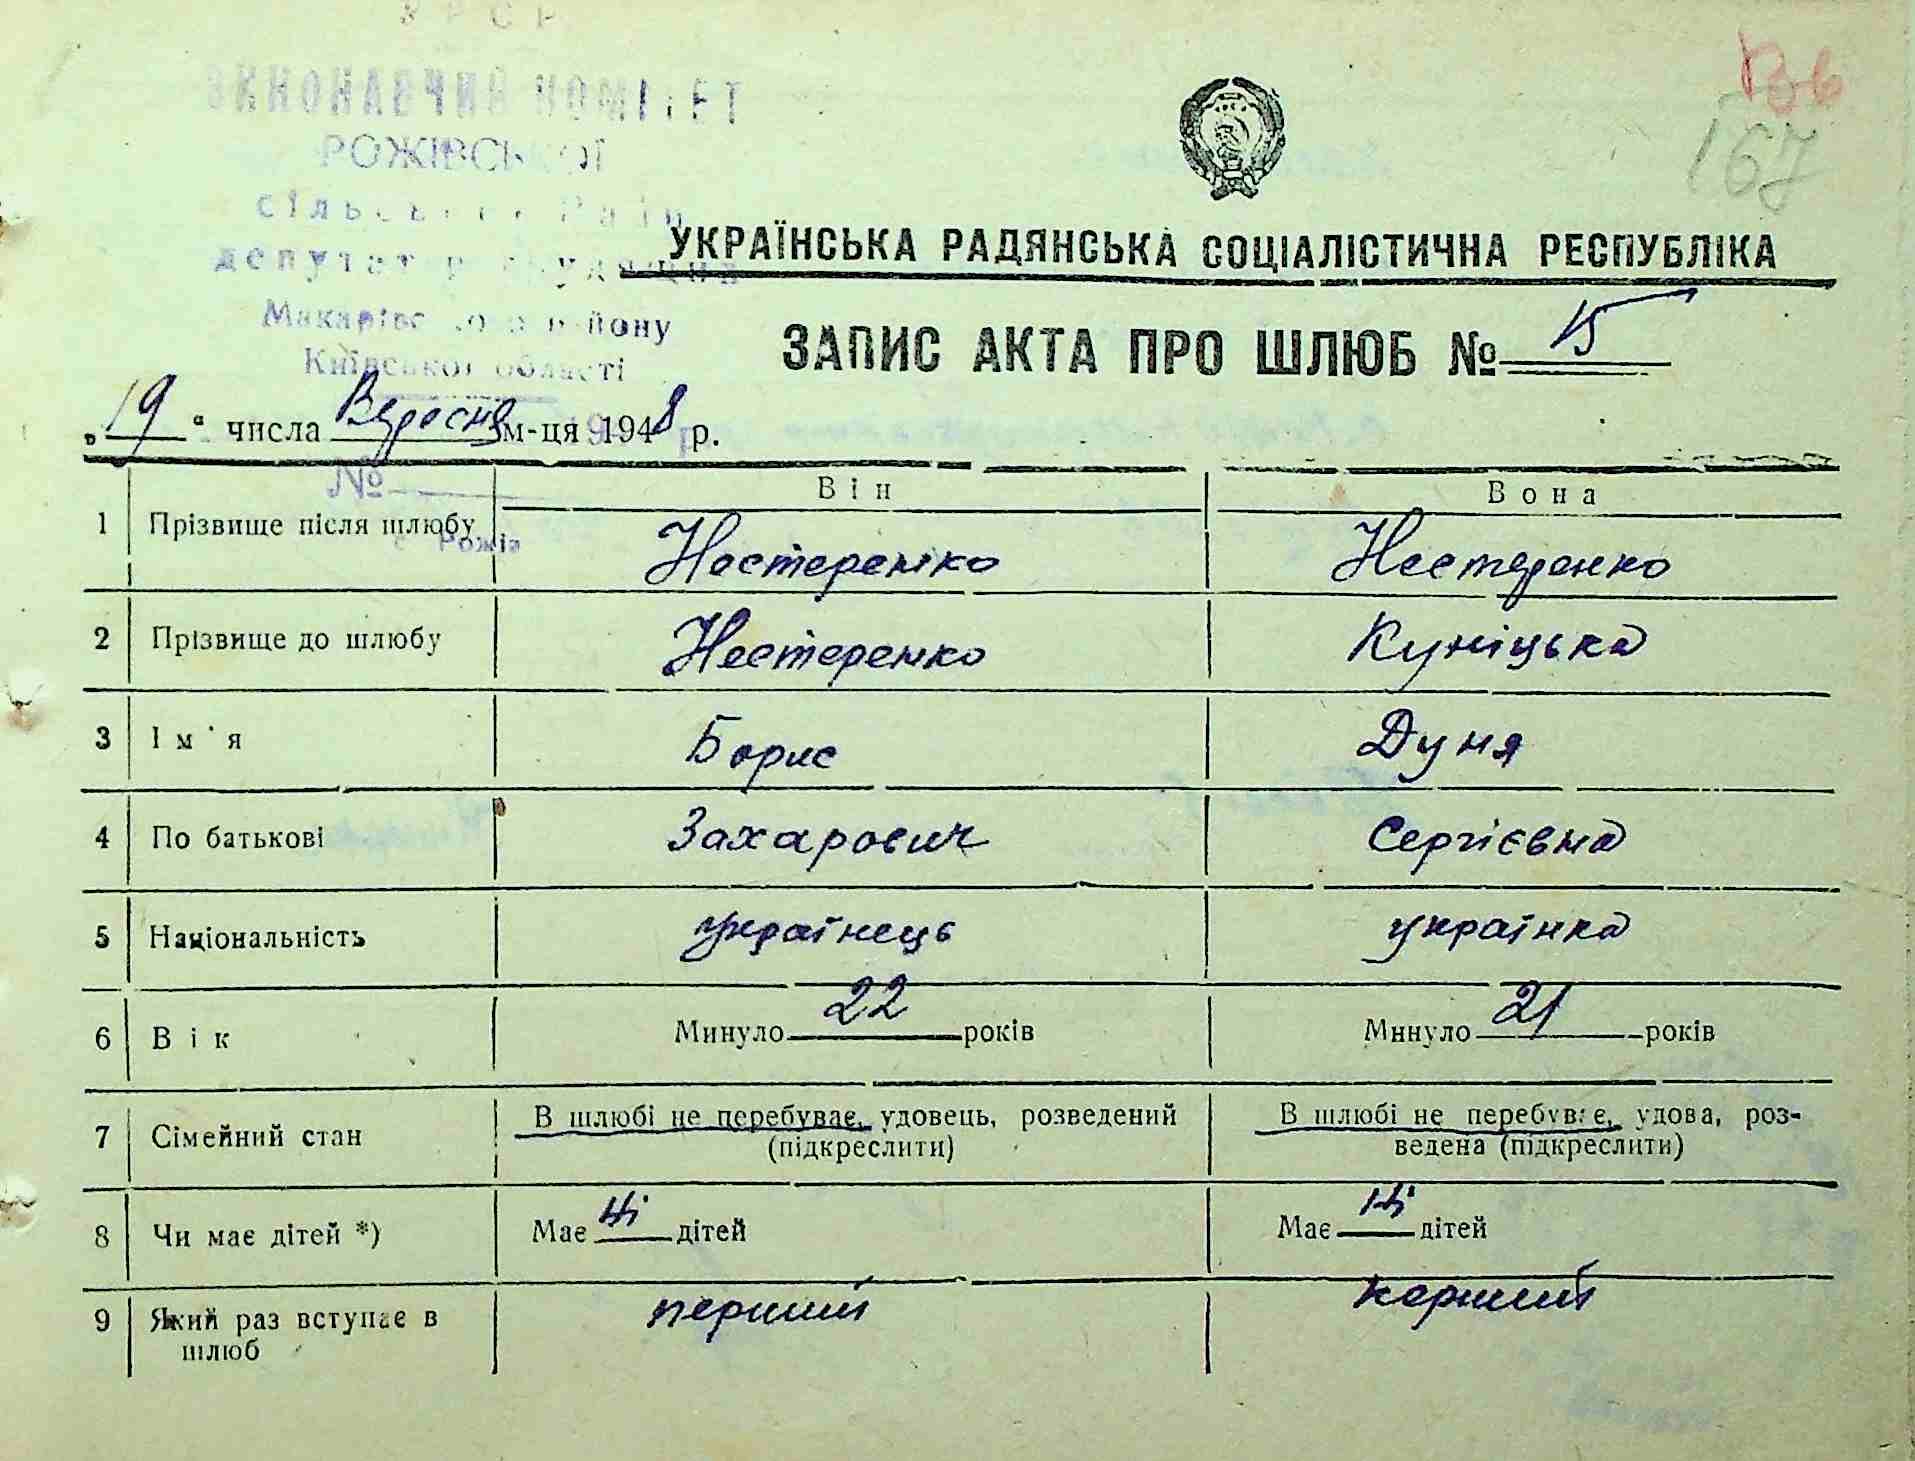 УРСР
ВИКОНАВЧИЙ КОМІТЕТ
РОЖІВСЬКОЇ
сільської Ради
депутатів трудящих
Макарівського району
Київської області
Вв
167
УКРАЇНСЬКА РАДЯНСЬКА СОЦІАЛІСТИЧНА РЕСПУБЛІКА
ЗАПИС АКТА ПРО ШЛЮБ № 15
„19“ числа Вересня м-ця 1948 р.
№
с. Рожів
Він Вона
1 Прізвище після шлюбу Нестеренко Нестеренко
2 Прізвище до шлюбу Нестеренко Куніцька
3 Ім'я Борис Дуня
4 По батькові Захарович Сергієвна
5 Національність українець українка
6 Вік Минуло 22 років Минуло 21 років
7 Сімейний стан В шлюбі не перебуває, удовець, розведений (підкреслити) В шлюбі не перебуває, удова, роз-
ведена (підкреслити)
8 Чи має дітей *) Має ні дітей Має ні дітей
9 Який раз вступає в
шлюб перший перший